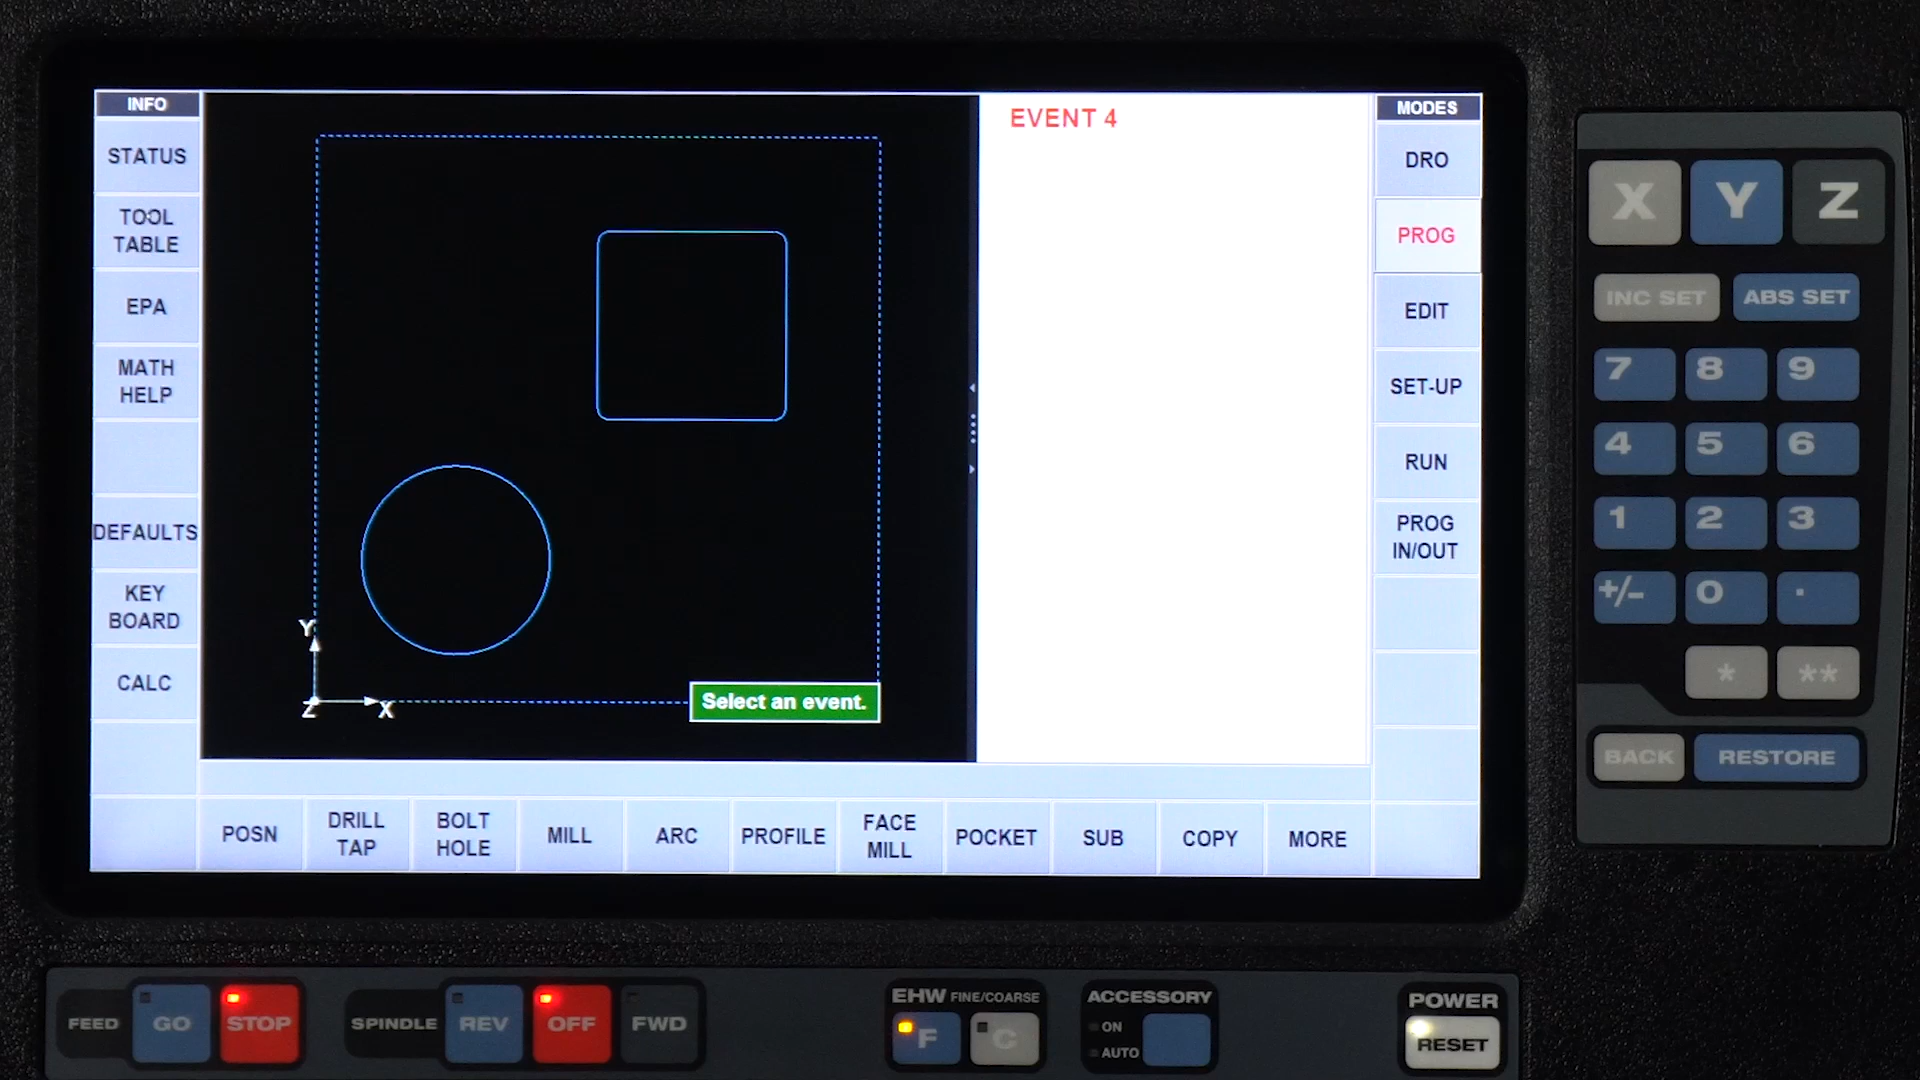 INFO
STATUS
TOOL
TABLE
EPA
MATH
HELP
DEFAULTS
KEY
BOARD
CALC
Y
Z
X
Select an event.
EVENT 4
MODES
DRO
PROG
EDIT
SET-UP
RUN
PROG
IN/OUT
POSN
DRILL
TAP
BOLT
HOLE
MILL
ARC
PROFILE
FACE
MILL
POCKET
SUB
COPY
MORE
X Y Z
INC SET ABS SET
7 8 9
4 5 6
1 2 3
+/- 0 .
* **
BACK RESTORE
FEED GO STOP
SPINDLE REV OFF FWD
EHW FINE/COARSE
F C
ACCESSORY
ON
AUTO
POWER
RESET